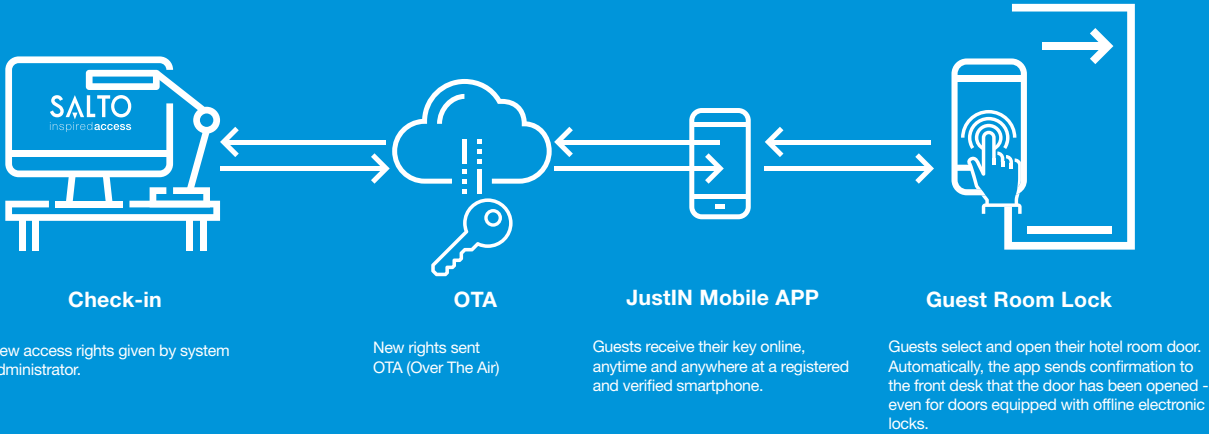 SALTO
inspiredaccess
Check-in
OTA
JustIN Mobile APP
Guest Room Lock
ew access rights given by system
dministrator.
New rights sent
OTA (Over The Air)
Guests receive their key online,
anytime and anywhere at a registered
and verified smartphone.
Guests select and open their hotel room door.
Automatically, the app sends confirmation to
the front desk that the door has been opened -
even for doors equipped with offline electronic
locks.